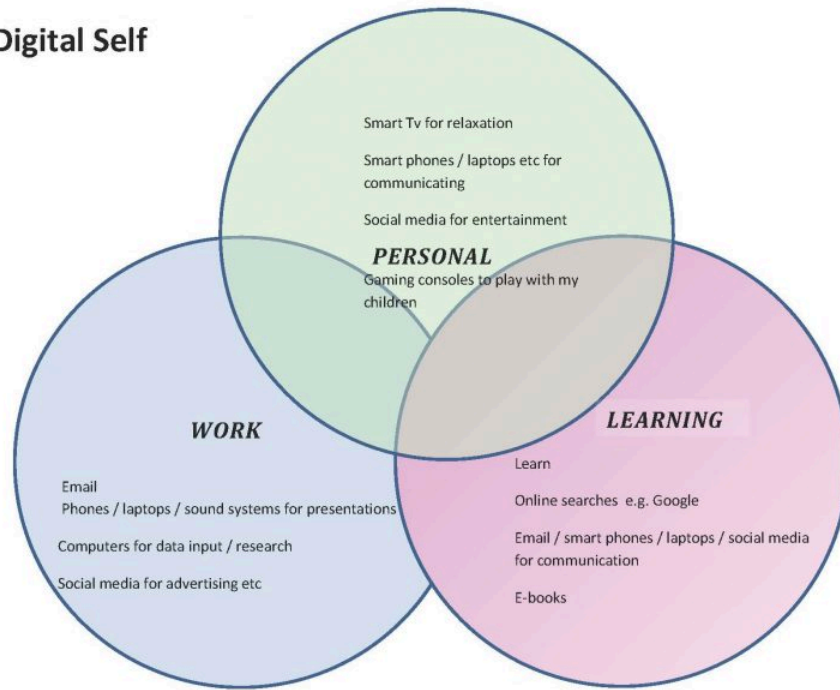 Digital Self
Smart Tv for relaxation
Smart phones / laptops etc for
communicating
Social media for entertainment
PERSONAL
Gaming consoles to play with my
children
WORK
Email
Phones / laptops / sound systems for presentations
Computers for data input / research
Social media for advertising etc
LEARNING
Learn
Online searches e.g. Google
Email / smart phones / laptops / social media
for communication
E-books